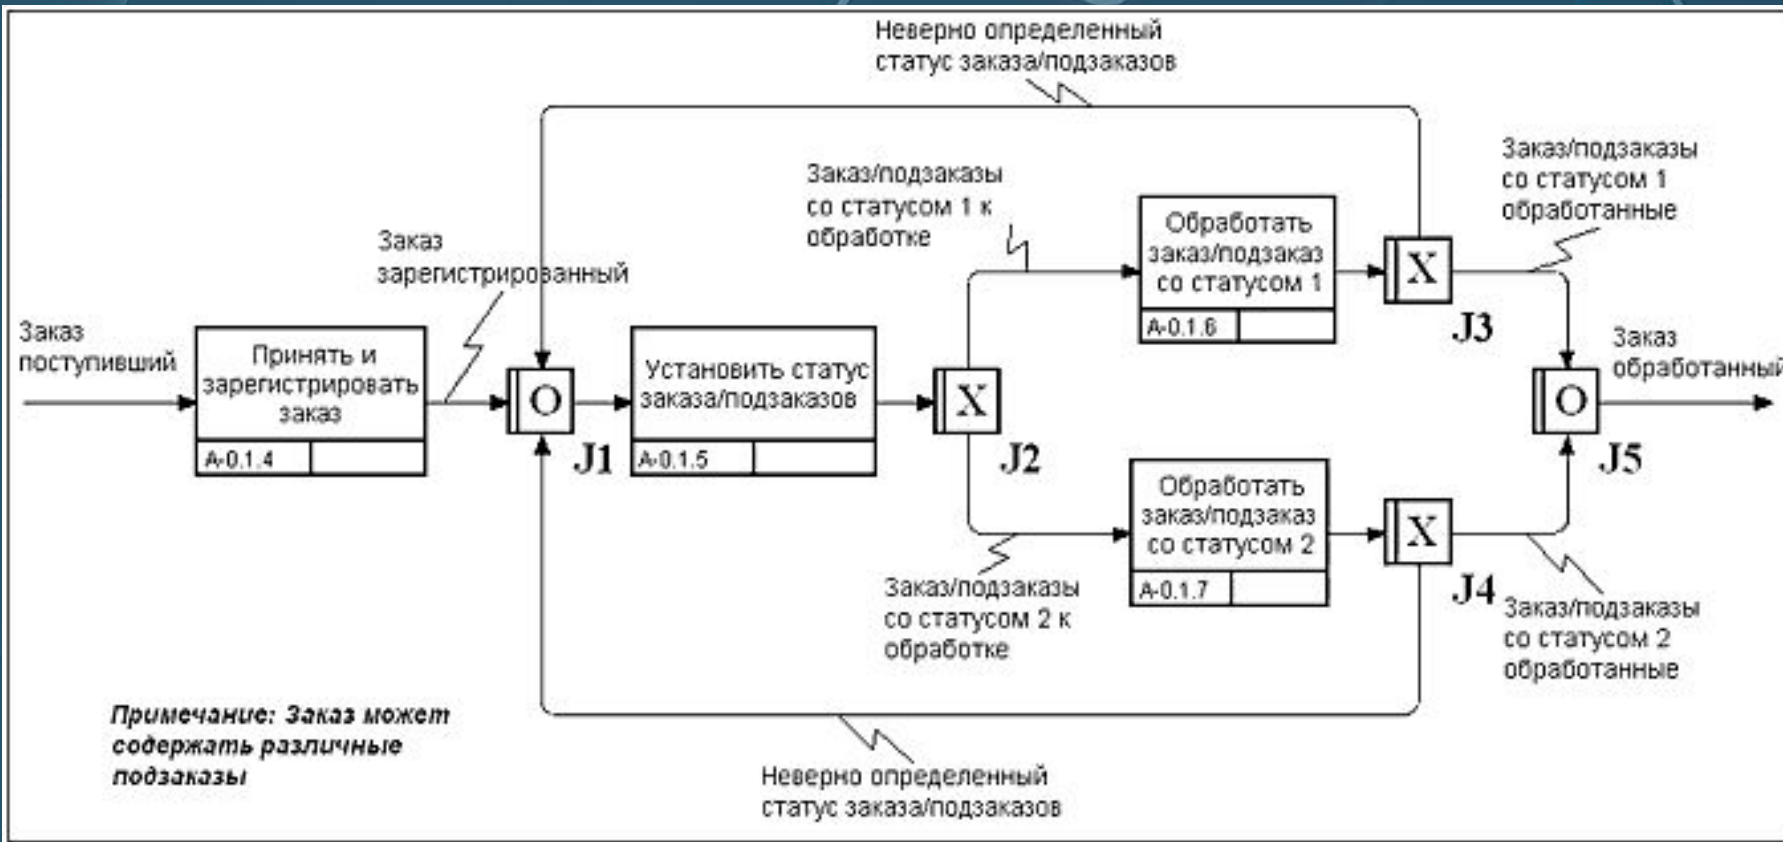 Неверно определенный
статус заказа/подзаказов
Заказ/подзаказы
со статусом 1 к
обработке
Заказ/подзаказы
со статусом 1
обработанные
Обработать
заказ/подзаказ
со статусом 1
A-0.1.6
X
J3
Заказ
зарегистрированный
Заказ
поступивший
Принять и
зарегистрировать
заказ
A-0.1.4
O
J1
Установить статус
заказа/подзаказов
A-0.1.5
X
J2
Заказ
обработанный
O
J5
Обработать
заказ/подзаказ
со статусом 2
A-0.1.7
X
J4
Заказ/подзаказы
со статусом 2 к
обработке
Заказ/подзаказы
со статусом 2
обработанные
Примечание: Заказ может
содержать различные
подзаказы
Неверно определенный
статус заказа/подзаказов